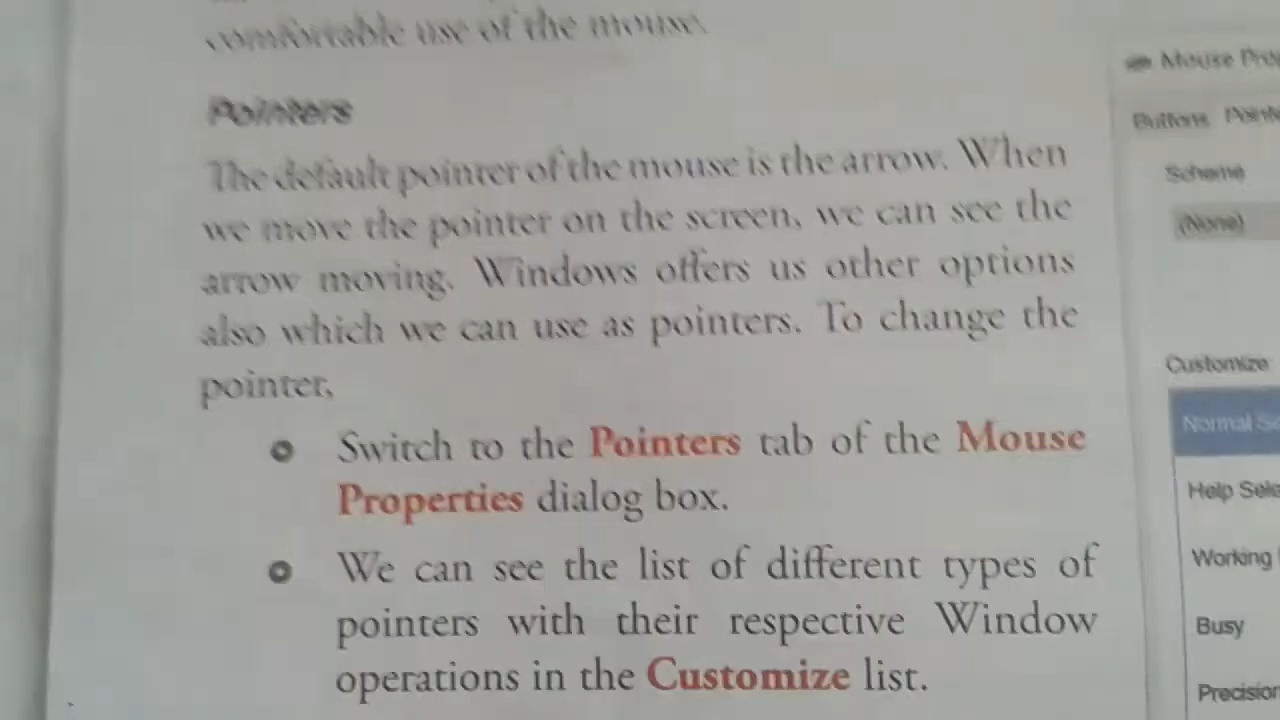 comfortable use of the mouse.
Pointers
The default pointer of the mouse is the arrow. When
we move the pointer on the screen, we can see the
arrow moving. Windows offers us other options
also which we can use as pointers. To change the
pointer,
Switch to the Pointers tab of the Mouse
Properties dialog box.
We can see the list of different types of
pointers with their respective Window
operations in the Customize list.
Mouse
Buttons
Scheme
(None)
Customize
Normal
Help
Working
Busy
Precision